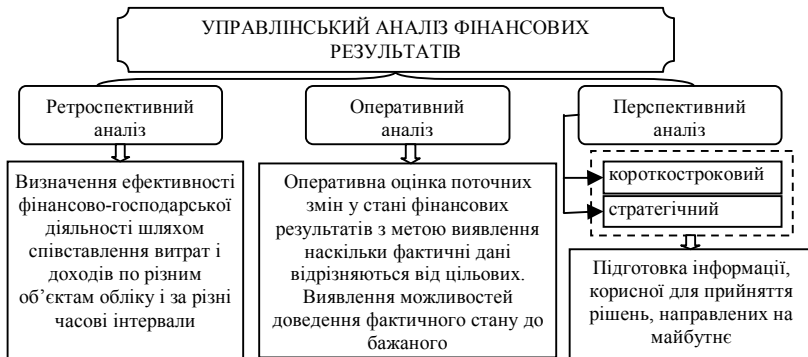 УПРАВЛІНСЬКИЙ АНАЛІЗ ФІНАНСОВИХ
РЕЗУЛЬТАТІВ
Ретроспективний
аналіз
Визначення ефективності
фінансово-господарської
діяльності шляхом
співставлення витрат і
доходів по різним
об’єктам обліку і за різні
часові інтервали
Оперативний
аналіз
Оперативна оцінка поточних
змін у стані фінансових
результатів з метою виявлення
наскільки фактичні дані
відрізняються від цільових.
Виявлення можливостей
доведення фактичного стану до
бажаного
Перспективний
аналіз
короткостроковий
стратегічний
Підготовка інформації,
корисної для прийняття
рішень, направлених на
майбутнє